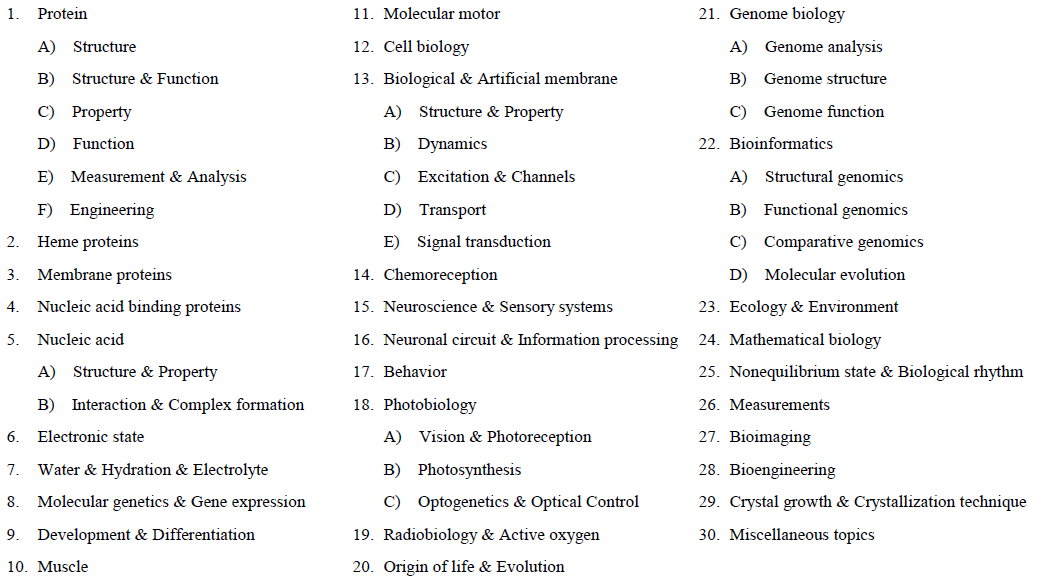 1. Protein
A) Structure
B) Structure & Function
C) Property
D) Function
E) Measurement & Analysis
F) Engineering
2. Heme proteins
3. Membrane proteins
4. Nucleic acid binding proteins
5. Nucleic acid
A) Structure & Property
B) Interaction & Complex formation
6. Electronic state
7. Water & Hydration & Electrolyte
8. Molecular genetics & Gene expression
9. Development & Differentiation
10. Muscle
11. Molecular motor
12. Cell biology
13. Biological & Artificial membrane
A) Structure & Property
B) Dynamics
C) Excitation & Channels
D) Transport
E) Signal transduction
14. Chemoreception
15. Neuroscience & Sensory systems
16. Neuronal circuit & Information processing
17. Behavior
18. Photobiology
A) Vision & Photoreception
B) Photosynthesis
C) Optogenetics & Optical Control
19. Radiobiology & Active oxygen
20. Origin of life & Evolution
21. Genome biology
A) Genome analysis
B) Genome structure
C) Genome function
22. Bioinformatics
A) Structural genomics
B) Functional genomics
C) Comparative genomics
D) Molecular evolution
23. Ecology & Environment
24. Mathematical biology
25. Nonequilibrium state & Biological rhythm
26. Measurements
27. Bioimaging
28. Bioengineering
29. Crystal growth & Crystallization technique
30. Miscellaneous topics